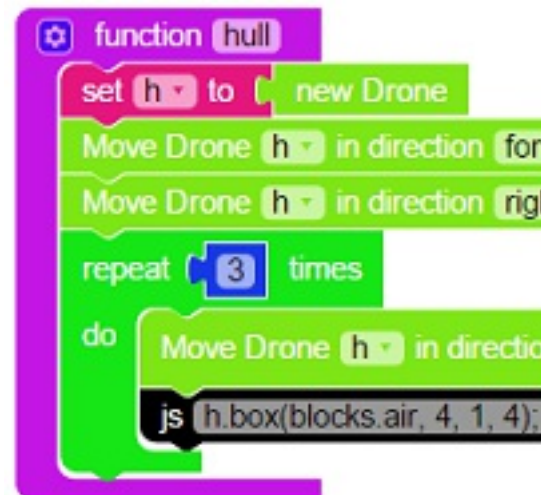 function hull
set h to new Drone
Move Drone h in direction for
Move Drone h in direction rig
repeat 3 times
do
Move Drone h in directio
js h.box(blocks.air, 4, 1, 4);